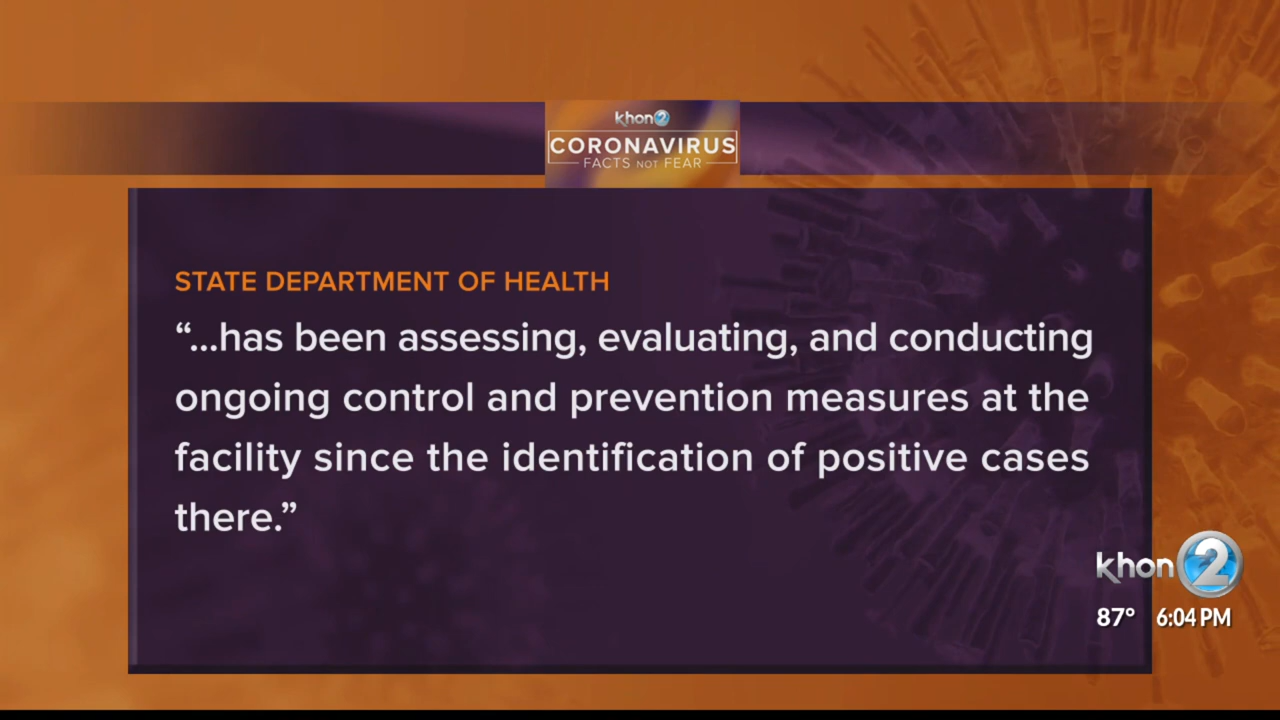 khon2
CORONAVIRUS
FACTS NOT FEAR
STATE DEPARTMENT OF HEALTH
“...has been assessing, evaluating, and conducting
ongoing control and prevention measures at the
facility since the identification of positive cases
there.”
khon2
87° 6:04 PM